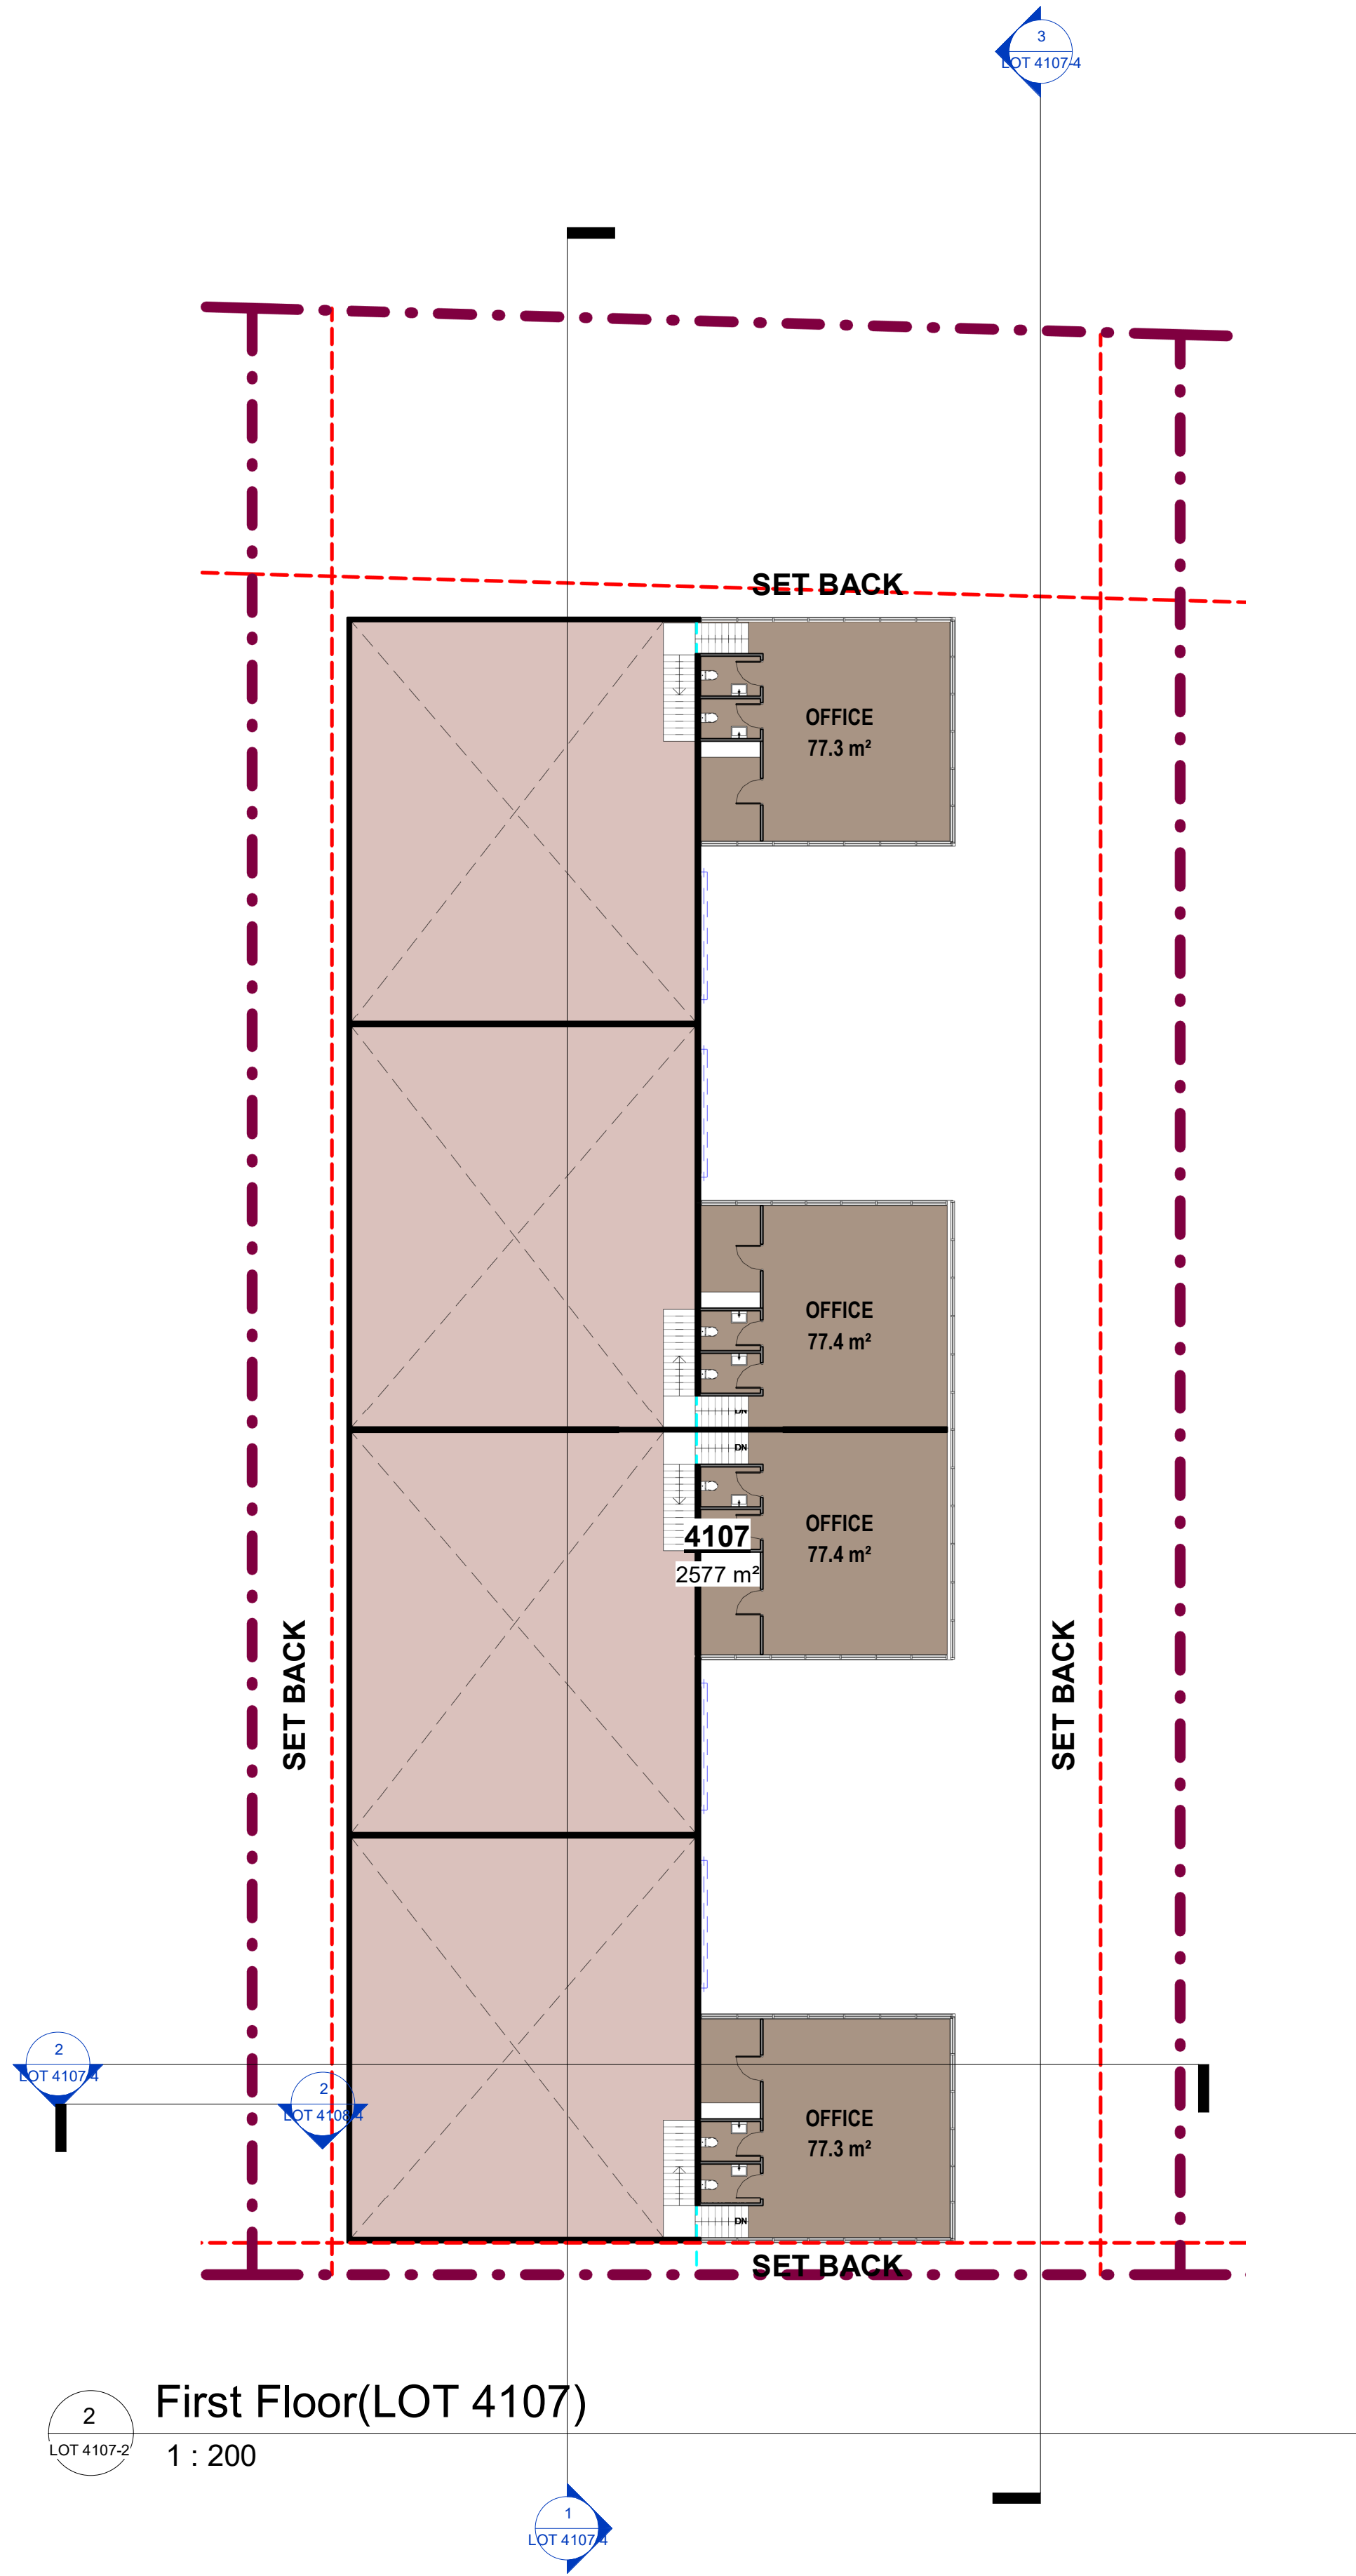 3
LOT 4107-4
SET BACK
OFFICE
77.3 m²
OFFICE
77.4 m²
DN
DN
OFFICE
77.4 m²
4107
2577 m²
SET BACK
SET BACK
2
LOT 4107-4
2
LOT 4108-4
OFFICE
77.3 m²
DN
SET BACK
First Floor(LOT 4107)
2
LOT 4107-2
1 : 200
1
LOT 4107-4